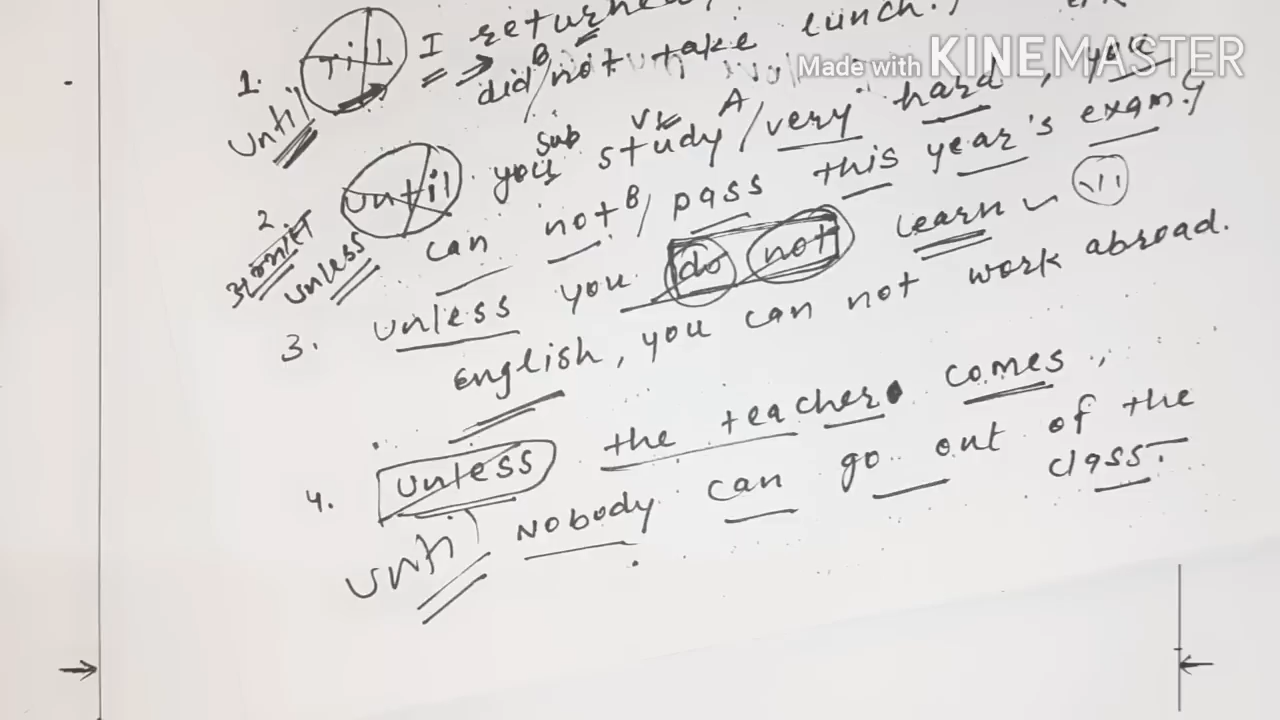 1. Till I returned,
Until did B/not take lunch.
Made with KINEMASTER
2. Until you sub study vr A/very hard, you
unless can not B/pass this year's exam.
3. unless you do not learn
English, you can not work abroad.
4. unless the teacher comes,
until Nobody can go out of the
class.